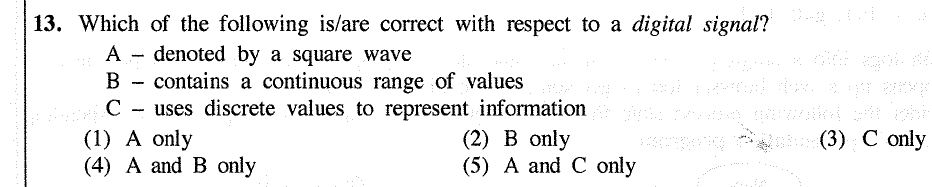 13. Which of the following is/are correct with respect to a digital signal?
A – denoted by a square wave
B – contains a continuous range of values
C – uses discrete values to represent information
(1) A only (2) B only (3) C only
(4) A and B only (5) A and C only